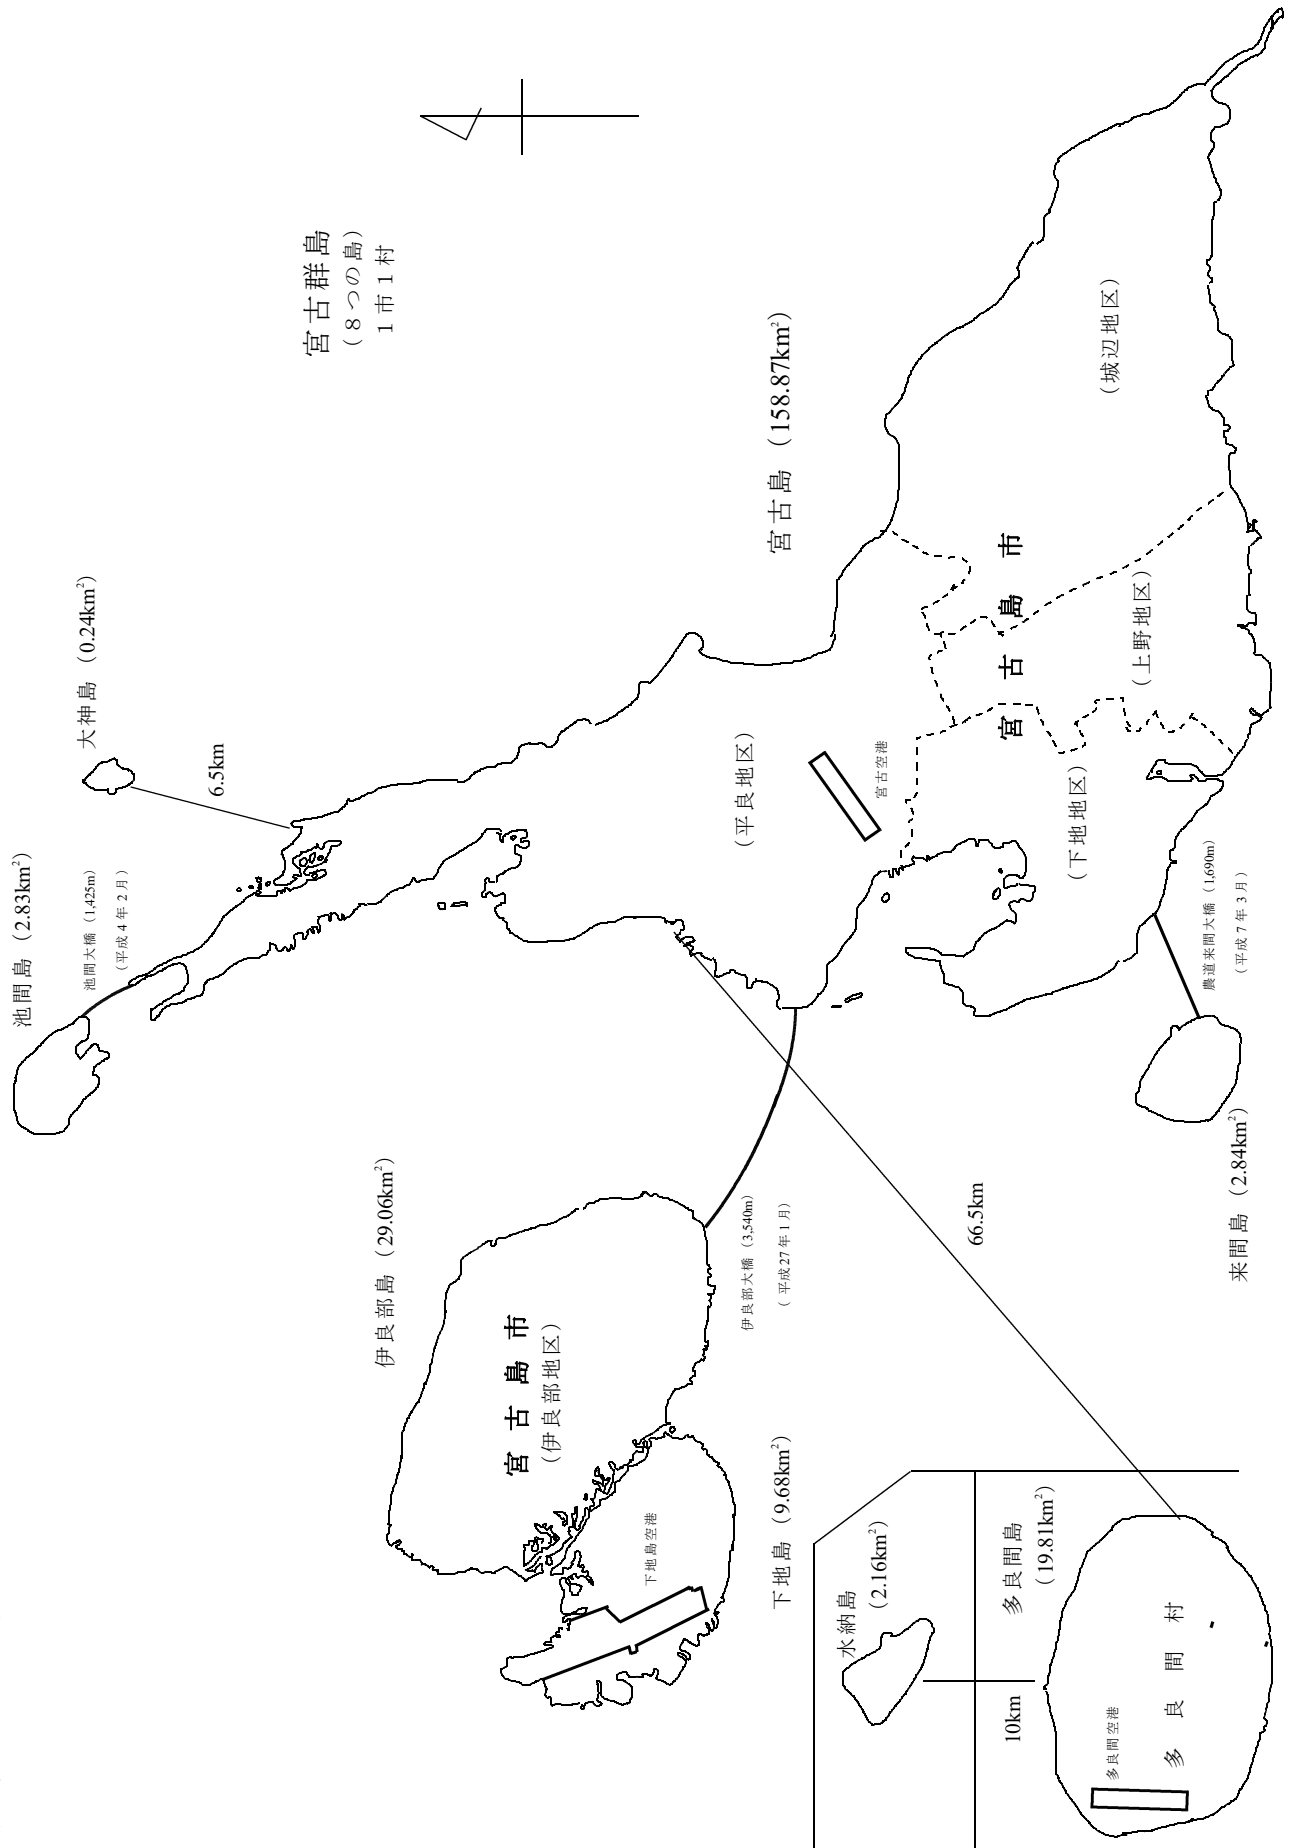 宮古群島
（８つの島）
１市１村
池間島（2.83km²）
池間大橋（1,425m）
（平成４年２月）
大神島（0.24km²）
6.5km
宮古島（158.87km²）
（平良地区）
宮古空港
宮古島市
（城辺地区）
（上野地区）
（下地地区）
農道来間大橋（1,690m）
（平成７年３月）
来間島（2.84km²）
伊良部島（29.06km²）
宮古島市
（伊良部地区）
伊良部大橋（3,540m）
（平成27年１月）
66.5km
下地島空港
下地島（9.68km²）
水納島
（2.16km²）
10km
多良間島
（19.81km²）
多良間空港
多良間村